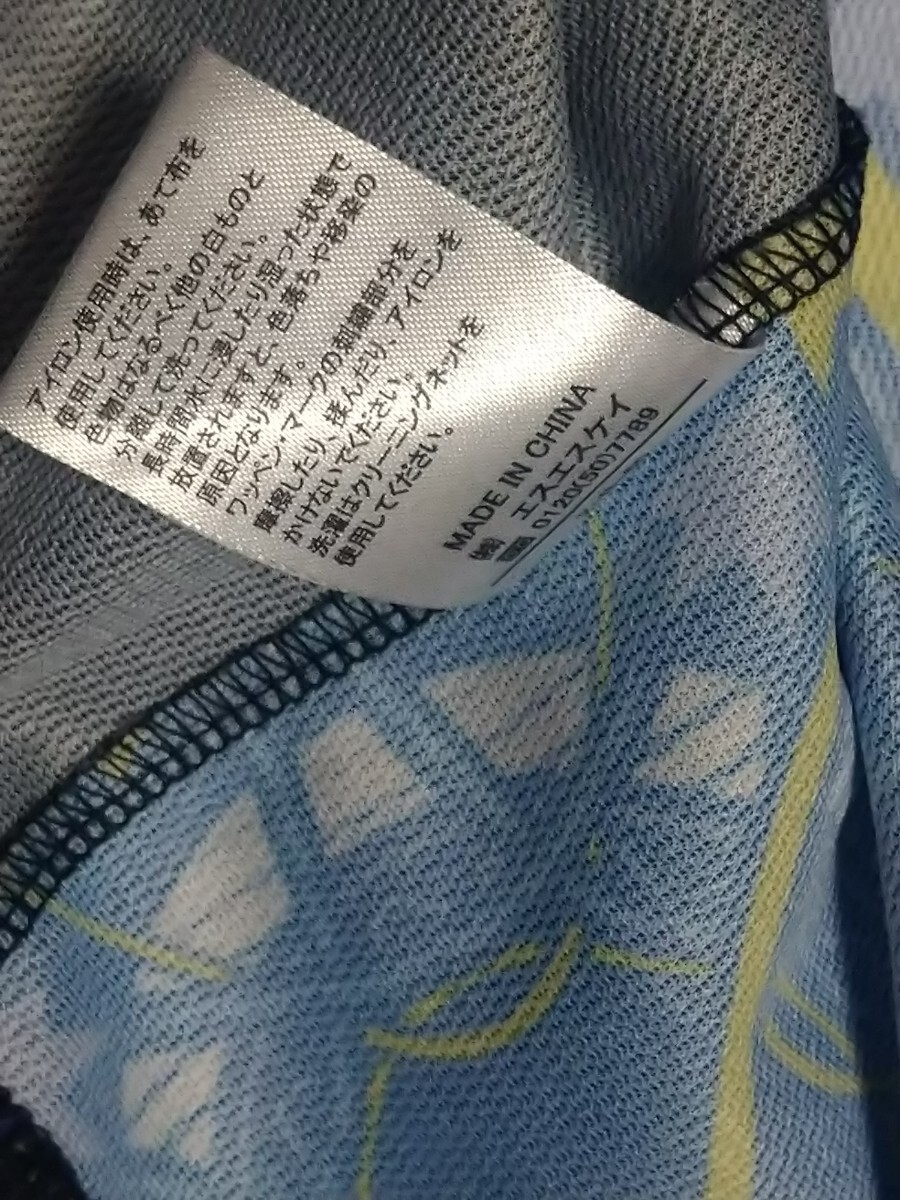 アイロン使用時は、あて布を
使用してください。
色物はなるべく他の白ものと
分離して洗ってください。
長時間水に浸したり湿った状態で
放置されますと、色落ちや移染の
原因となります。
ワッペン・マークの刺繍部分を
摩擦したり、揉んだり、アイロンを
かけないでください。
洗濯はクリーニングネットを
使用してください。
MADE IN CHINA
㈱ エスエスケイ
0120(50)7789